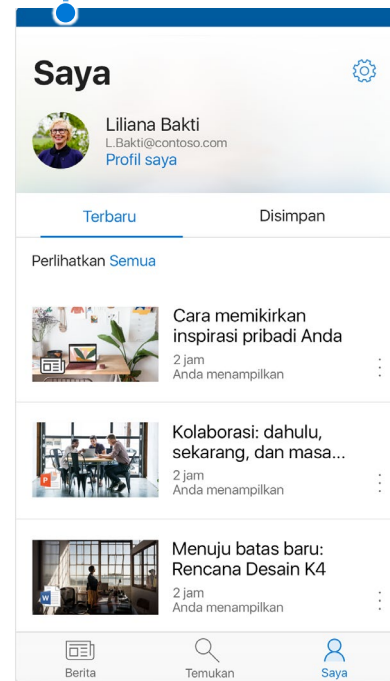 Saya
Liliana Bakti
L.Bakti@contoso.com
Profil saya
Terbaru
Disimpan
Perlihatkan Semua
Cara memikirkan
inspirasi pribadi Anda
2 jam
Anda menampilkan
Kolaborasi: dahulu,
sekarang, dan masa...
2 jam
Anda menampilkan
Menuju batas baru:
Rencana Desain K4
2 jam
Anda menampilkan
Berita
Temukan
Saya